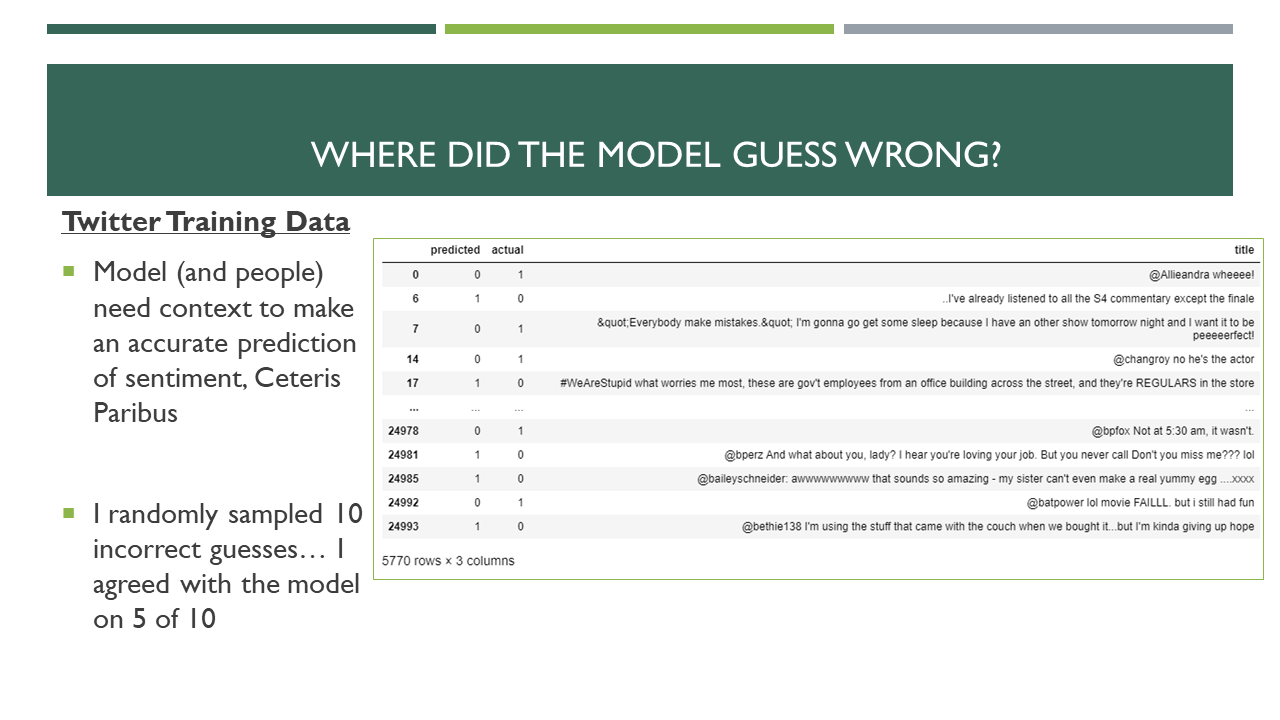 WHERE DID THE MODEL GUESS WRONG?
Twitter Training Data
Model (and people)
need context to make
an accurate prediction
of sentiment, Ceteris
Paribus
I randomly sampled 10
incorrect guesses… I
agreed with the model
on 5 of 10
predicted actual title
0 0 1 @Allieandra wheeee!
6 1 0 ..I've already listened to all the S4 commentary except the finale
7 0 1 &quot;Everybody make mistakes.&quot; I'm gonna go get some sleep because I have an other show tomorrow night and I want it to be
peeeeerfect!
14 0 1 @changroy no he's the actor
17 1 0 #WeAreStupid what worries me most, these are gov't employees from an office building across the street, and they're REGULARS in the store
... ... ... ...
24978 0 1 @bpfox Not at 5:30 am, it wasn't.
24981 1 0 @bperz And what about you, lady? I hear you're loving your job. But you never call Don't you miss me??? lol
24985 1 0 @baileyschneider: awwwwwwwww that sounds so amazing - my sister can't even make a real yummy egg ....xxxx
24992 0 1 @batpower lol movie FAILLL. but i still had fun
24993 1 0 @bethie138 I'm using the stuff that came with the couch when we bought it...but I'm kinda giving up hope
5770 rows × 3 columns